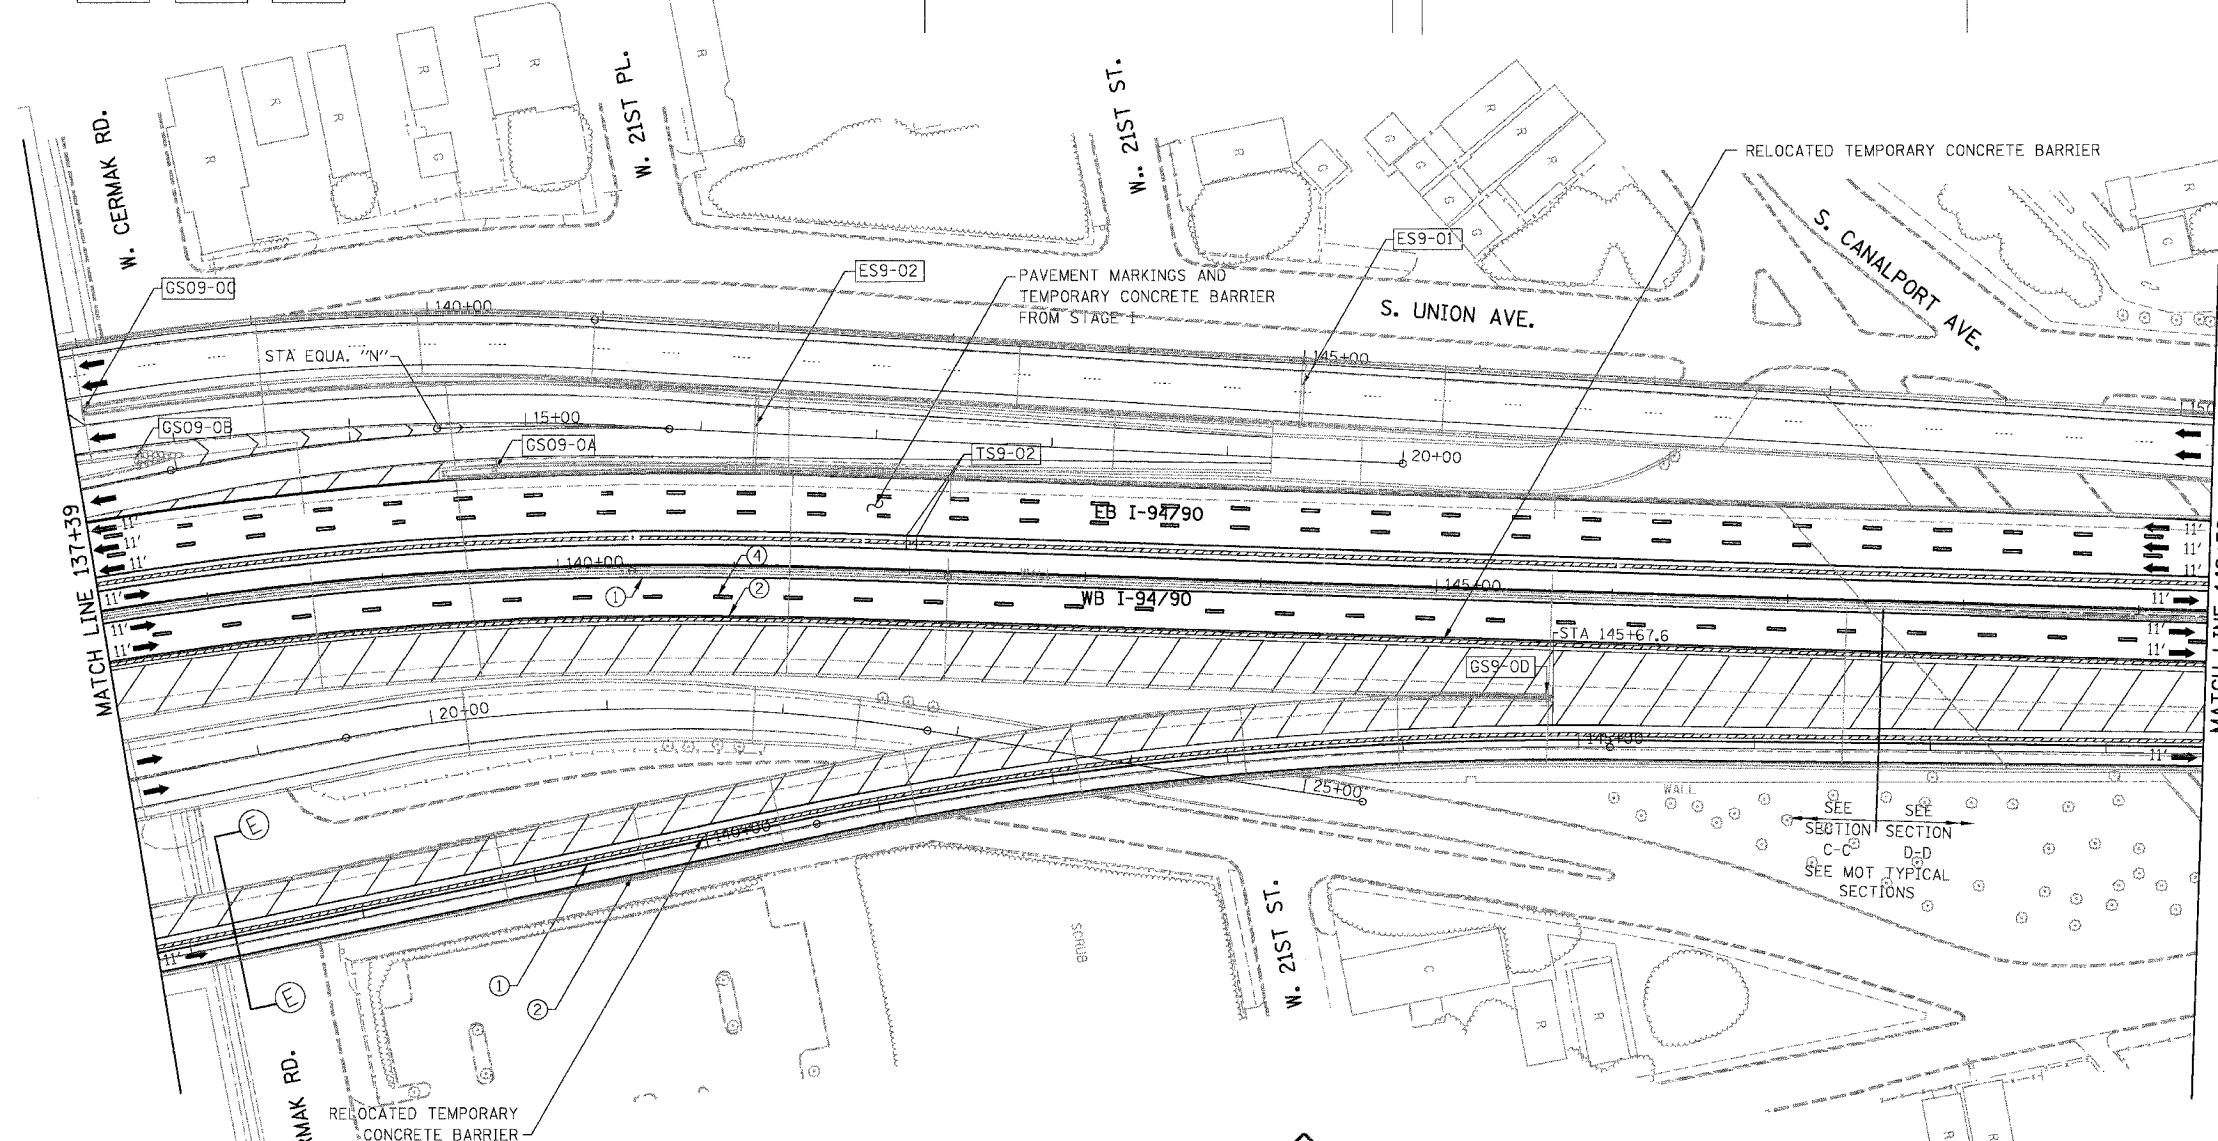 W. CERMAK RD.
W. 21ST PL.
W.. 21ST ST.
RELOCATED TEMPORARY CONCRETE BARRIER
S. CANALPORT AVE.
S. UNION AVE.
ES9-01
ES9-02
PAVEMENT MARKINGS AND
TEMPORARY CONCRETE BARRIER
FROM STAGE I
140+00
145+00
STA EQUA. "N"
15+00
GS09-0B
GS09-0A
TS9-02
20+00
EB I-94/90
11'
11'
11'
11'
11'
11'
MATCH LINE 137+39
140+00
145+00
1
4
2
WB I-94/90
11'
11'
11'
11'
11'
11'
STA 145+67.6
GS9-0D
20+00
25+00
11'
WALL
SEE
SECTION
C-C
SEE
SECTION
D-D
SEE MOT TYPICAL
SECTIONS
E
E
140+00
11'
1
2
SCRUB
W. 21ST ST.
RELOCATED TEMPORARY
CONCRETE BARRIER
R
R
R
R
R
G
R
R
G
G
G
G
G
R
R
R
R
G
C
R
R
R
R